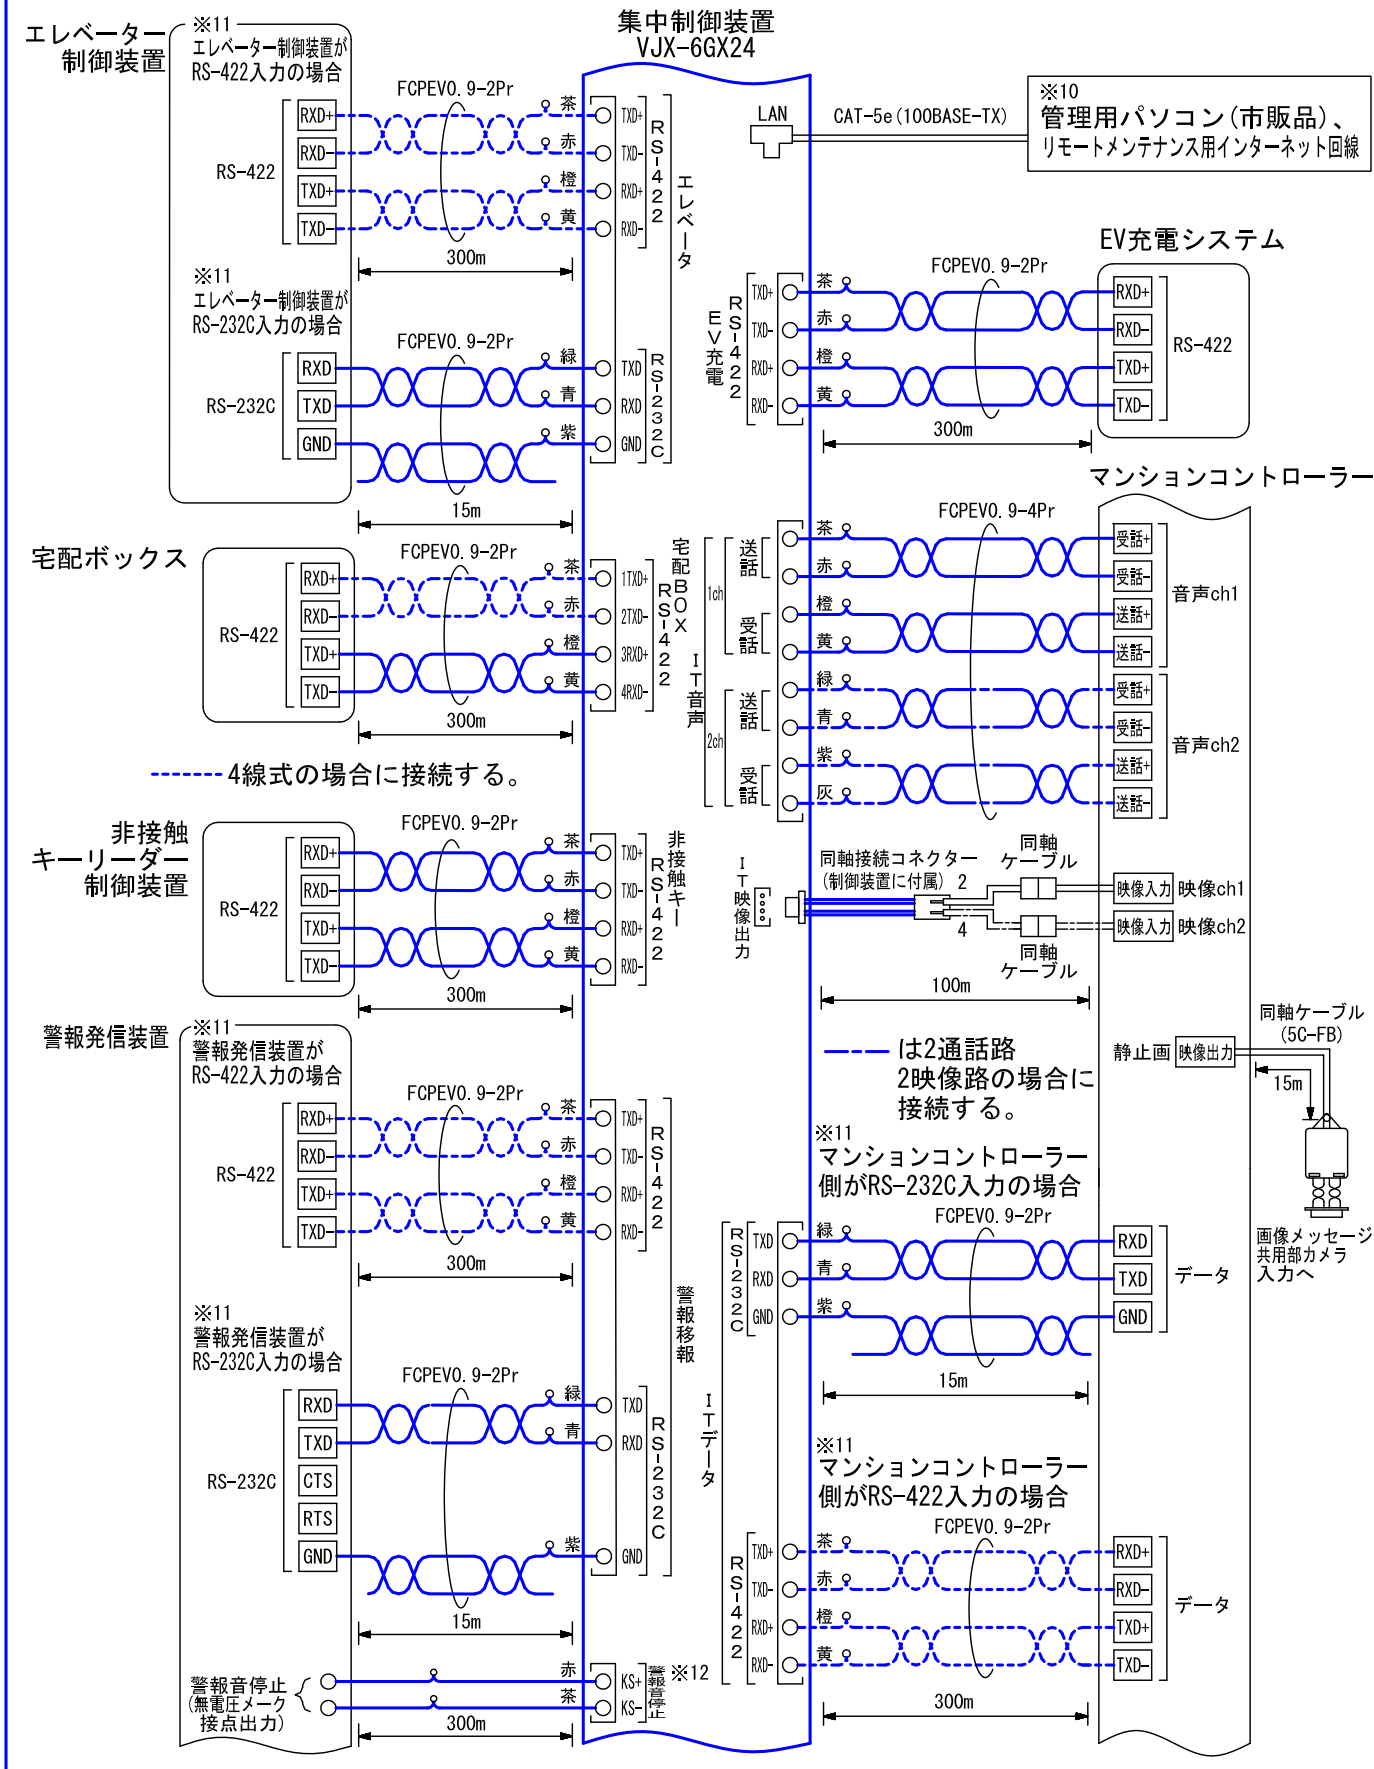 集中制御装置
VJX-6GX24
エレベーター
制御装置
※11
エレベーター制御装置が
RS-422入力の場合
FCPEV0.9-2Pr
RS-422
RXD+
RXD-
TXD+
TXD-
茶
赤
橙
黄
TXD+
TXD-
RXD+
RXD-
RS-422
エレベータ
300m
※11
エレベーター制御装置が
RS-232C入力の場合
FCPEV0.9-2Pr
RS-232C
RXD
TXD
GND
緑
青
紫
TXD
RXD
GND
RS-232C
15m
宅配ボックス
FCPEV0.9-2Pr
RS-422
RXD+
RXD-
TXD+
TXD-
茶
赤
橙
黄
1TXD+
2TXD-
3RXD+
4RXD-
RS-422
宅配BOX
300m
4線式の場合に接続する。
非接触
キーリーダー
制御装置
FCPEV0.9-2Pr
RS-422
RXD+
RXD-
TXD+
TXD-
茶
赤
橙
黄
TXD+
TXD-
RXD+
RXD-
RS-422
非接触キー
300m
警報発信装置
※11
警報発信装置が
RS-422入力の場合
FCPEV0.9-2Pr
RS-422
RXD+
RXD-
TXD+
TXD-
茶
赤
橙
黄
TXD+
TXD-
RXD+
RXD-
RS-422
警報移報
300m
※11
警報発信装置が
RS-232C入力の場合
FCPEV0.9-2Pr
RS-232C
RXD
TXD
CTS
RTS
GND
緑
青
紫
TXD
RXD
GND
RS-232C
15m
警報音停止
(無電圧メーク
接点出力)
赤
茶
KS+
KS-
警報音停止
※12
300m
LAN
CAT-5e(100BASE-TX)
※10
管理用パソコン(市販品)、
リモートメンテナンス用インターネット回線
EV充電システム
FCPEV0.9-2Pr
EV充電
RS-422
TXD+
TXD-
RXD+
RXD-
茶
赤
橙
黄
RXD+
RXD-
TXD+
TXD-
RS-422
300m
マンションコントローラー
FCPEV0.9-4Pr
IT音声
1ch
送話
受話
2ch
送話
受話
茶
赤
橙
黄
緑
青
紫
灰
受話+
受話-
送話+
送話-
音声ch1
受話+
受話-
送話+
送話-
音声ch2
IT映像出力
同軸接続コネクター
(制御装置に付属)
2
4
同軸
ケーブル
同軸
ケーブル
映像入力
映像ch1
映像入力
映像ch2
100m
は2通話路
2映像路の場合に
接続する。
静止画
映像出力
同軸ケーブル
(5C-FB)
15m
画像メッセージ
共用部カメラ
入力へ
※11
マンションコントローラー
側がRS-232C入力の場合
FCPEV0.9-2Pr
ITデータ
RS-232C
TXD
RXD
GND
緑
青
紫
RXD
TXD
GND
データ
15m
※11
マンションコントローラー
側がRS-422入力の場合
FCPEV0.9-2Pr
RS-422
TXD+
TXD-
RXD+
RXD-
茶
赤
橙
黄
RXD+
RXD-
TXD+
TXD-
データ
300m